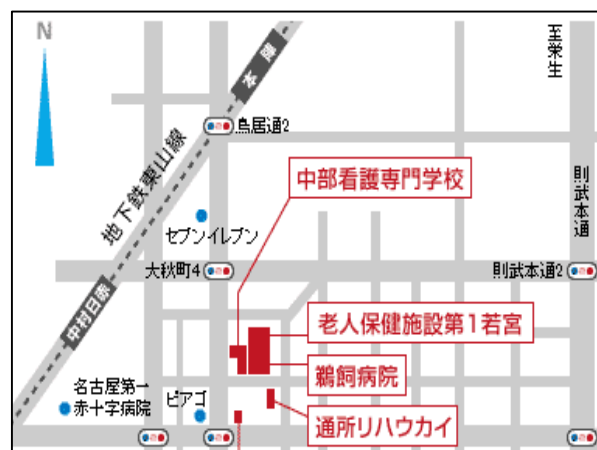 N
本陣
至栄生
鳥居通2
地下鉄東山線
中部看護専門学校
則武本通
セブンイレブン
大秋町4
則武本通2
中村日赤
老人保健施設第1若宮
鵜飼病院
名古屋第一
赤十字病院
ピアゴ
通所リハウカイ